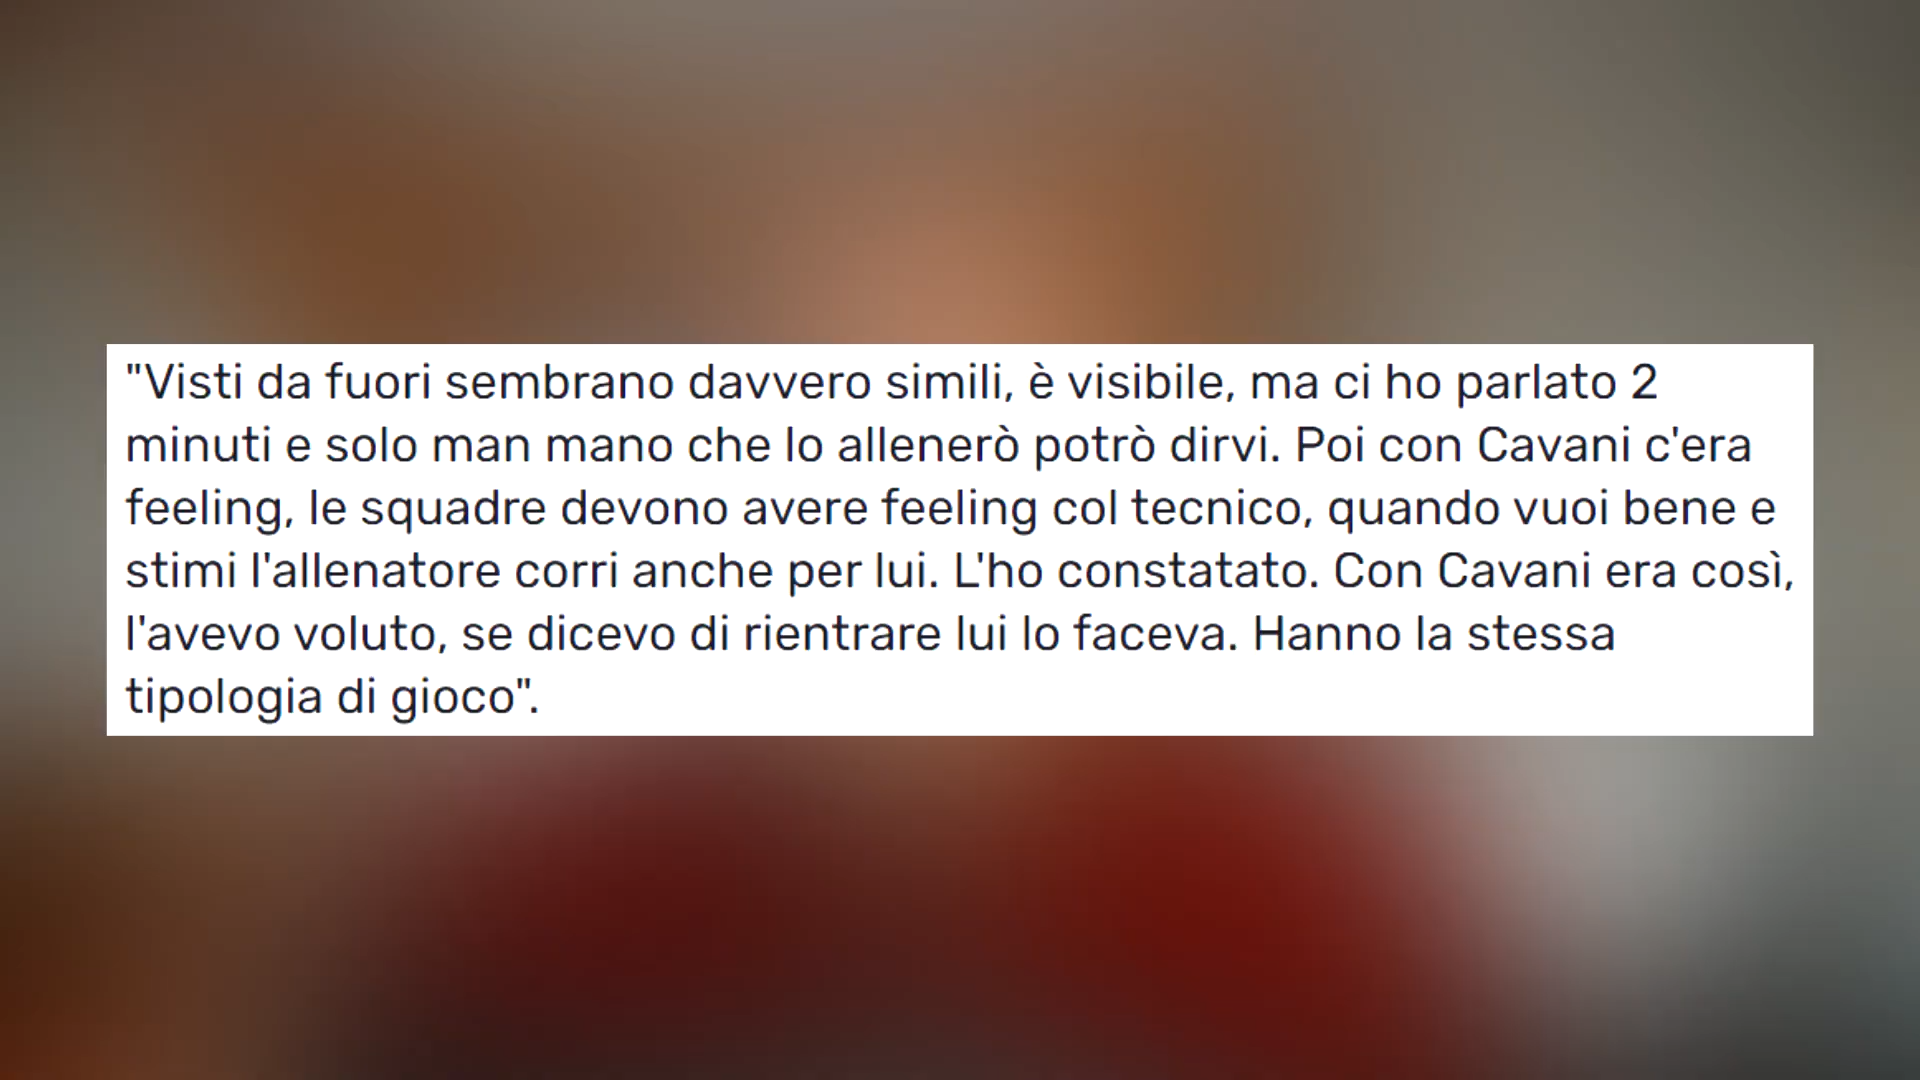 "Visti da fuori sembrano davvero simili, è visibile, ma ci ho parlato 2
minuti e solo man mano che lo allenerò potrò dirvi. Poi con Cavani c'era
feeling, le squadre devono avere feeling col tecnico, quando vuoi bene e
stimi l'allenatore corri anche per lui. L'ho constatato. Con Cavani era così,
l'avevo voluto, se dicevo di rientrare lui lo faceva. Hanno la stessa
tipologia di gioco".